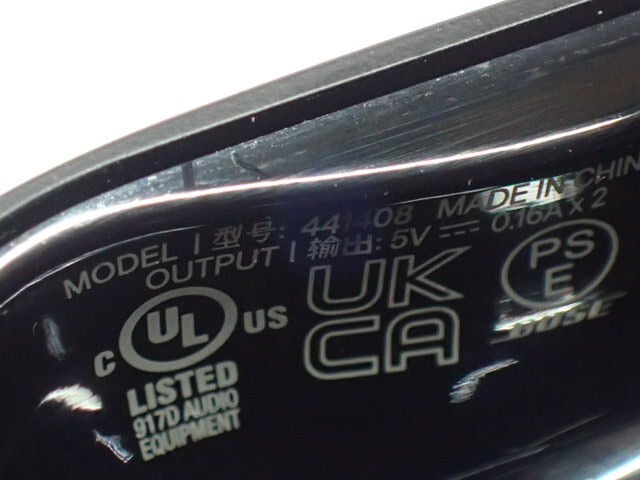 MODEL | 型号: 441408 MADE IN CHIN
OUTPUT | 输出: 5V ⎓ 0.16A x 2
C UL US
LISTED
917D AUDIO
EQUIPMENT
UK
CA
PS
E
BOSE